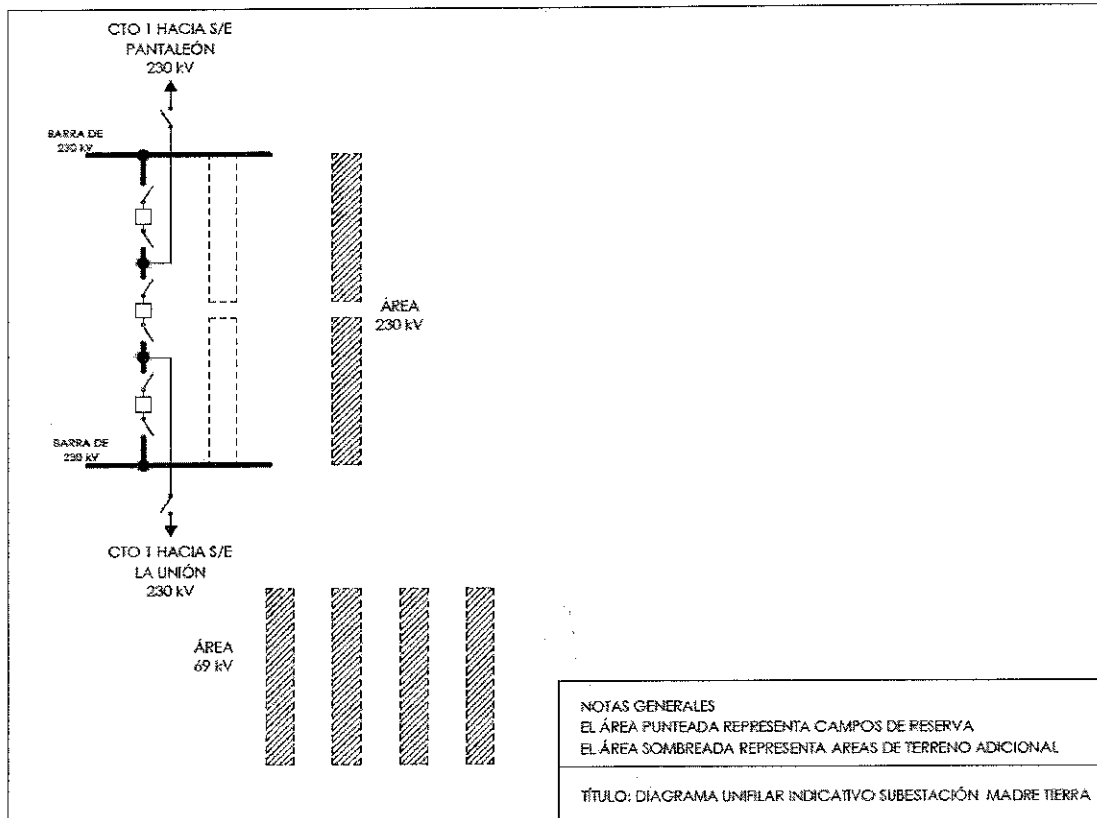 CTO 1 HACIA S/E
PANTALEÓN
230 kV
BARRA DE
230 kV
ÁREA
230 kV
BARRA DE
230 kV
CTO 1 HACIA S/E
LA UNIÓN
230 kV
ÁREA
69 kV
NOTAS GENERALES
EL ÁREA PUNTEADA REPRESENTA CAMPOS DE RESERVA
EL ÁREA SOMBREADA REPRESENTA AREAS DE TERRENO ADICIONAL
TÍTULO: DIAGRAMA UNIFILAR INDICATIVO SUBESTACIÓN MADRE TIERRA